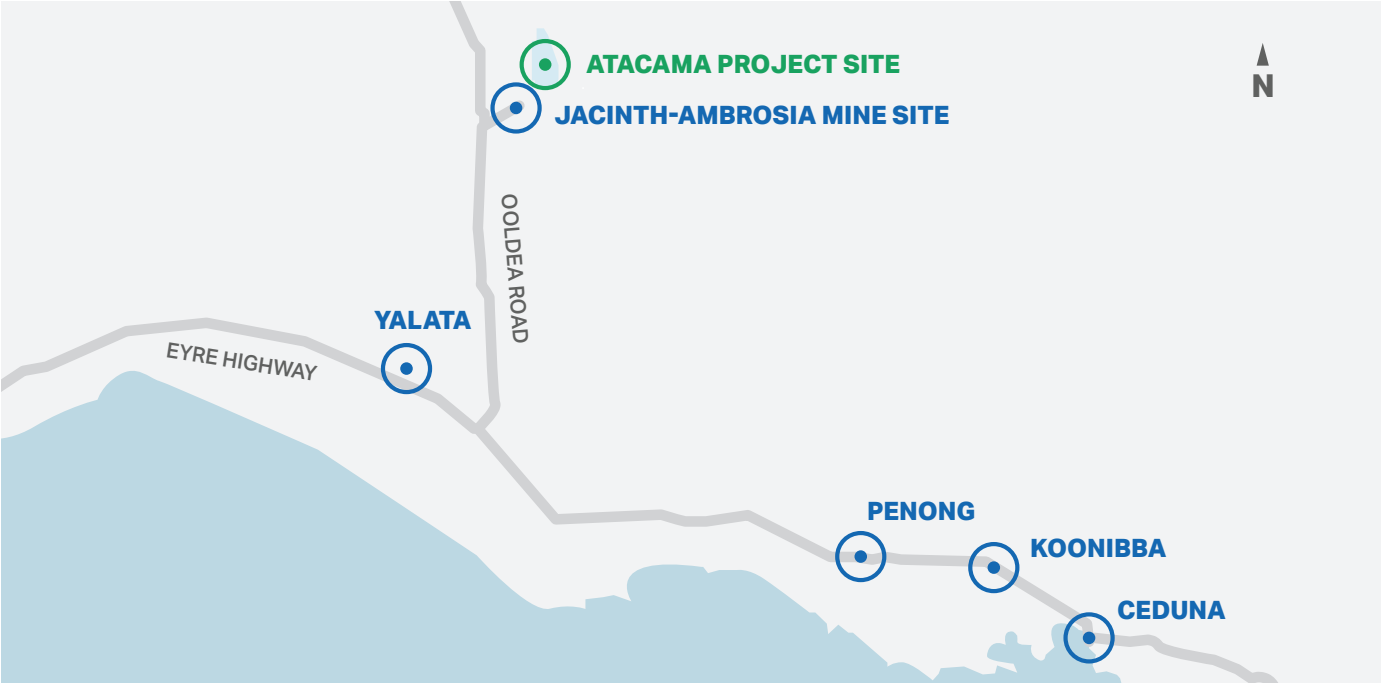 ATACAMA PROJECT SITE
N
JACINTH-AMBROSIA MINE SITE
OOLDEA ROAD
YALATA
EYRE HIGHWAY
PENONG
KOONIBBA
CEDUNA